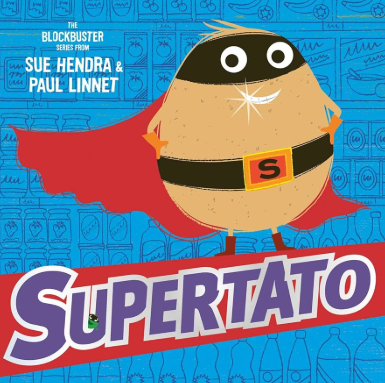 THE
BLOCKBUSTER
SERIES FROM
SUE HENDRA &
PAUL LINNET
S
SUPERTATO